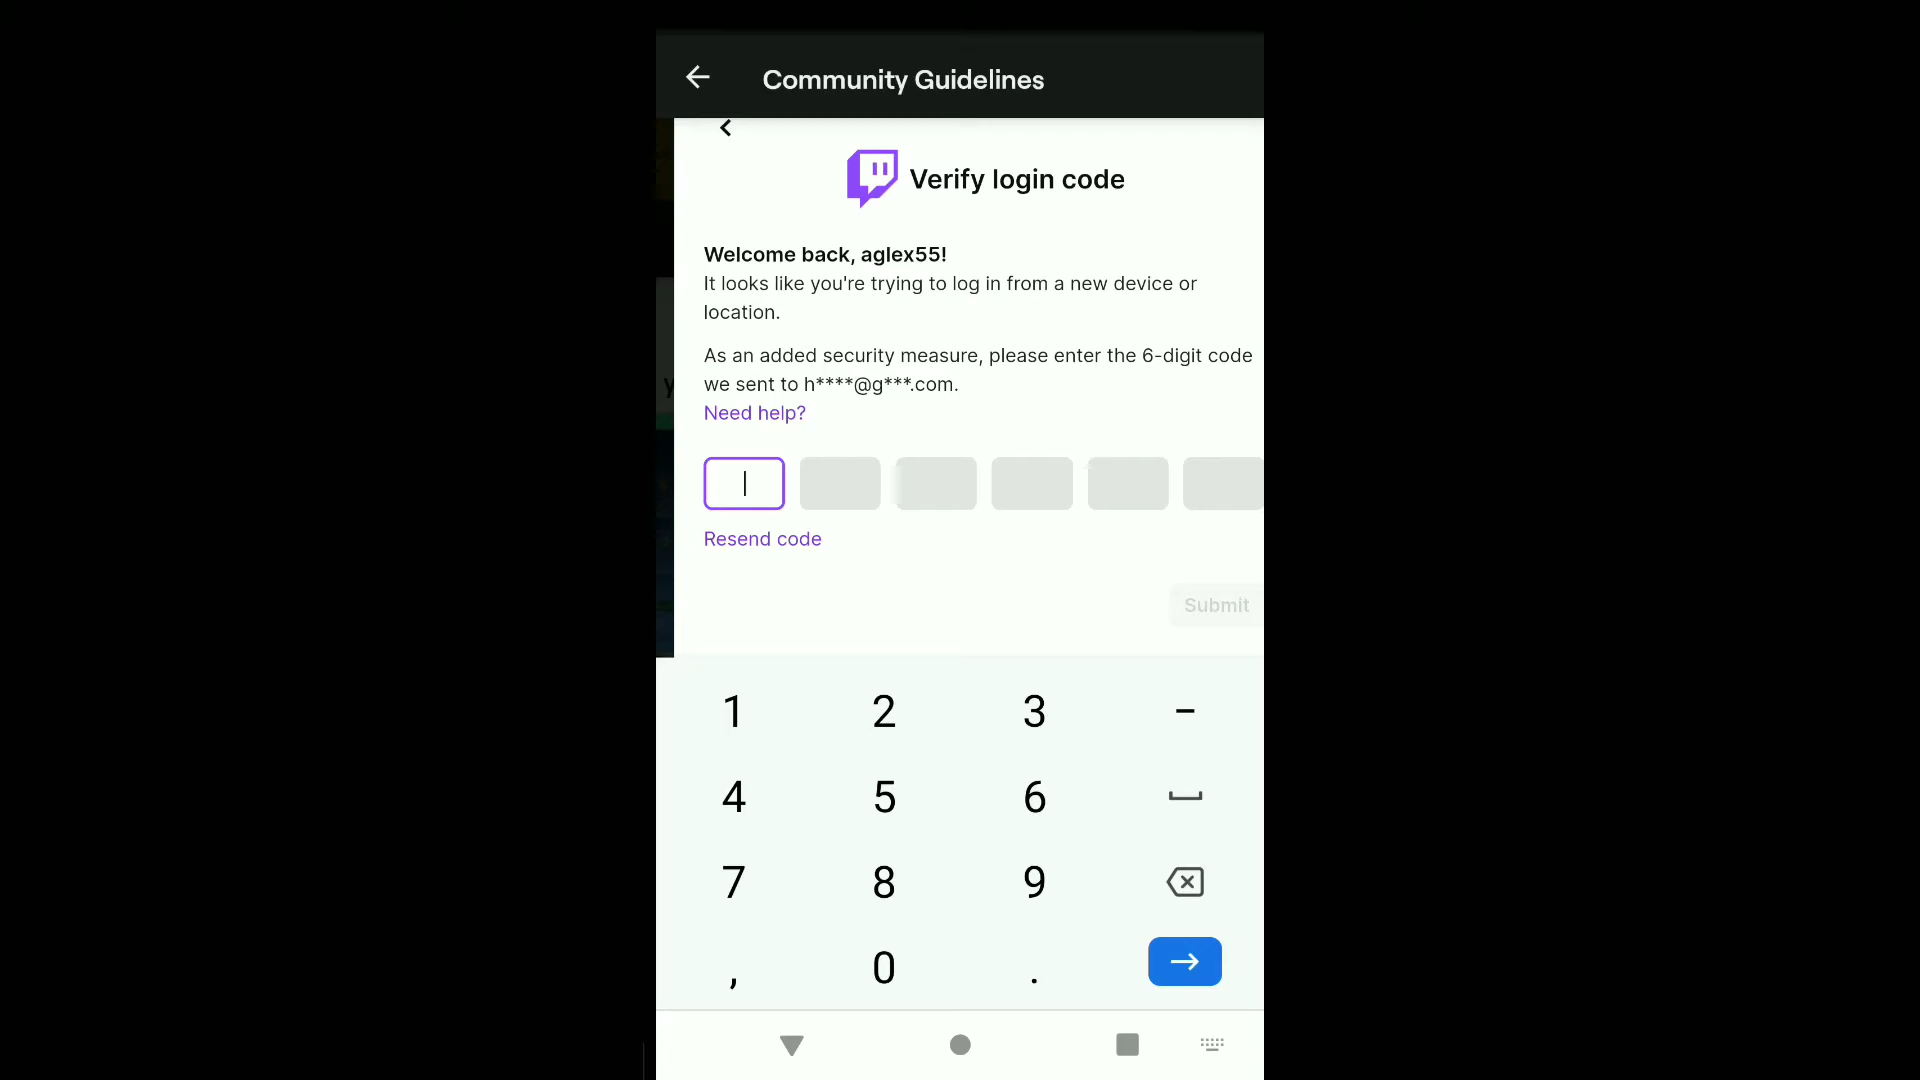 Community Guidelines
Verify login code
Welcome back, aglex55!
It looks like you're trying to log in from a new device or
location.
As an added security measure, please enter the 6-digit code
we sent to h****@g***.com.
Need help?
Resend code
Submit
1 2 3 -
4 5 6
7 8 9
, 0 .